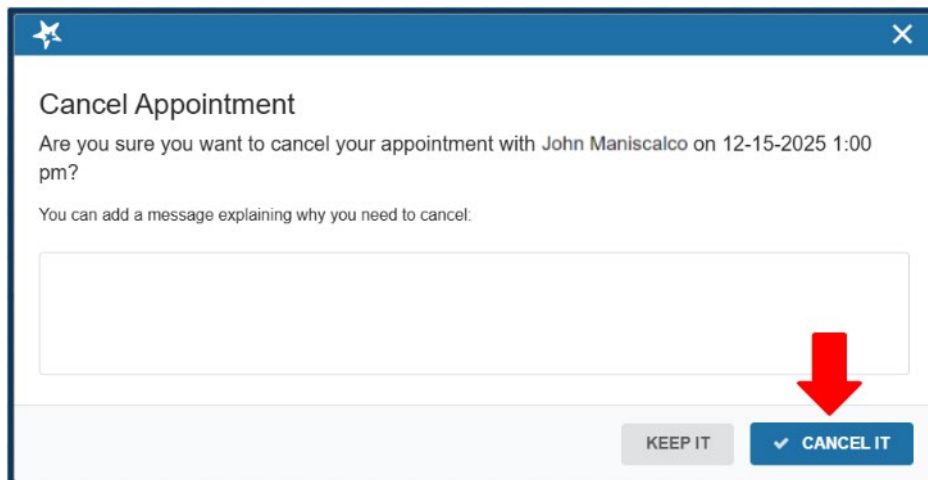 Cancel Appointment
Are you sure you want to cancel your appointment with John Maniscalco on 12-15-2025 1:00
pm?
You can add a message explaining why you need to cancel:
KEEP IT
CANCEL IT